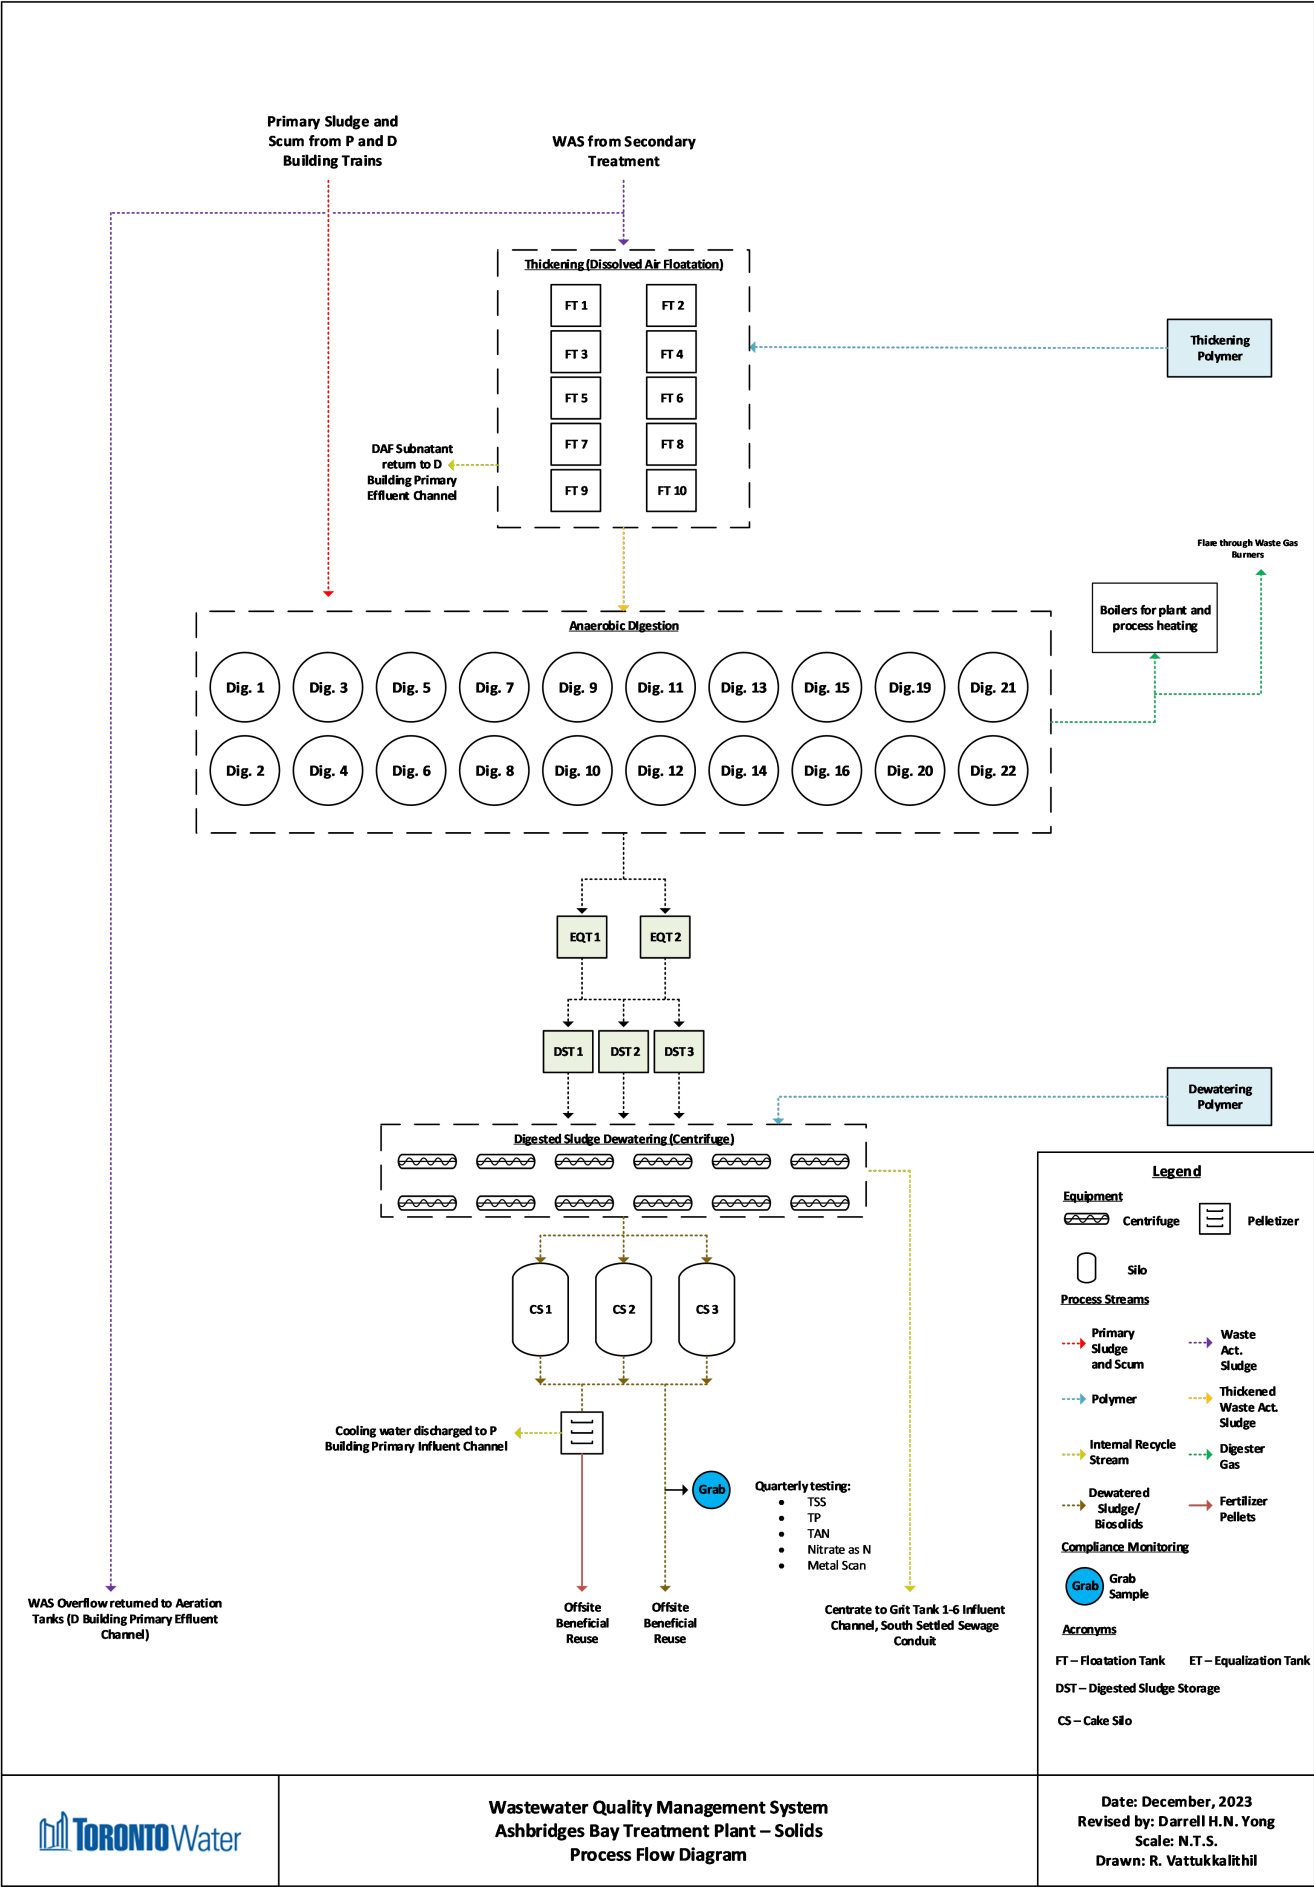 Primary Sludge and
Scum from P and D
Building Trains
WAS from Secondary
Treatment
Thickening (Dissolved Air Floatation)
FT 1
FT 2
FT 3
FT 4
FT 5
FT 6
FT 7
FT 8
FT 9
FT 10
Thickening
Polymer
DAF Subnatant
return to D
Building Primary
Effluent Channel
Flare through Waste Gas
Burners
Boilers for plant and
process heating
Anaerobic Digestion
Dig. 1
Dig. 3
Dig. 5
Dig. 7
Dig. 9
Dig. 11
Dig. 13
Dig. 15
Dig.19
Dig. 21
Dig. 2
Dig. 4
Dig. 6
Dig. 8
Dig. 10
Dig. 12
Dig. 14
Dig. 16
Dig. 20
Dig. 22
EQT 1
EQT 2
DST 1
DST 2
DST 3
Dewatering
Polymer
Digested Sludge Dewatering (Centrifuge)
CS 1
CS 2
CS 3
Cooling water discharged to P
Building Primary Influent Channel
Grab
Quarterly testing:
• TSS
• TP
• TAN
• Nitrate as N
• Metal Scan
WAS Overflow returned to Aeration
Tanks (D Building Primary Effluent
Channel)
Offsite
Beneficial
Reuse
Offsite
Beneficial
Reuse
Centrate to Grit Tank 1-6 Influent
Channel, South Settled Sewage
Conduit
Legend
Equipment
Centrifuge
Pelletizer
Silo
Process Streams
Primary
Sludge
and Scum
Waste
Act.
Sludge
Polymer
Thickened
Waste Act.
Sludge
Internal Recycle
Stream
Digester
Gas
Dewatered
Sludge/
Biosolids
Fertilizer
Pellets
Compliance Monitoring
Grab
Grab
Sample
Acronyms
FT – Floatation Tank
ET – Equalization Tank
DST – Digested Sludge Storage
CS – Cake Silo
TORONTO Water
Wastewater Quality Management System
Ashbridges Bay Treatment Plant – Solids
Process Flow Diagram
Date: December, 2023
Revised by: Darrell H.N. Yong
Scale: N.T.S.
Drawn: R. Vattukkalithil